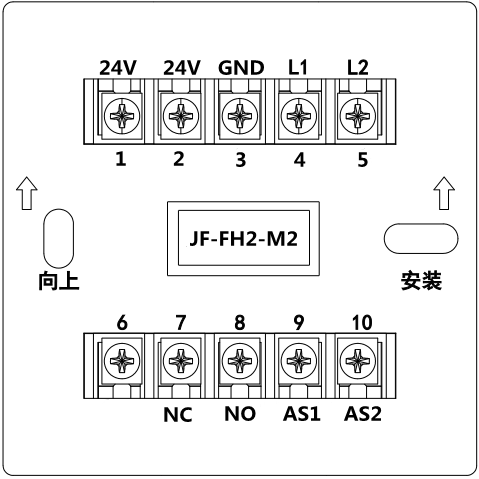 24V 24V GND L1 L2
1 2 3 4 5
JF-FH2-M2
向上 安装
6 7 8 9 10
NC NO AS1 AS2